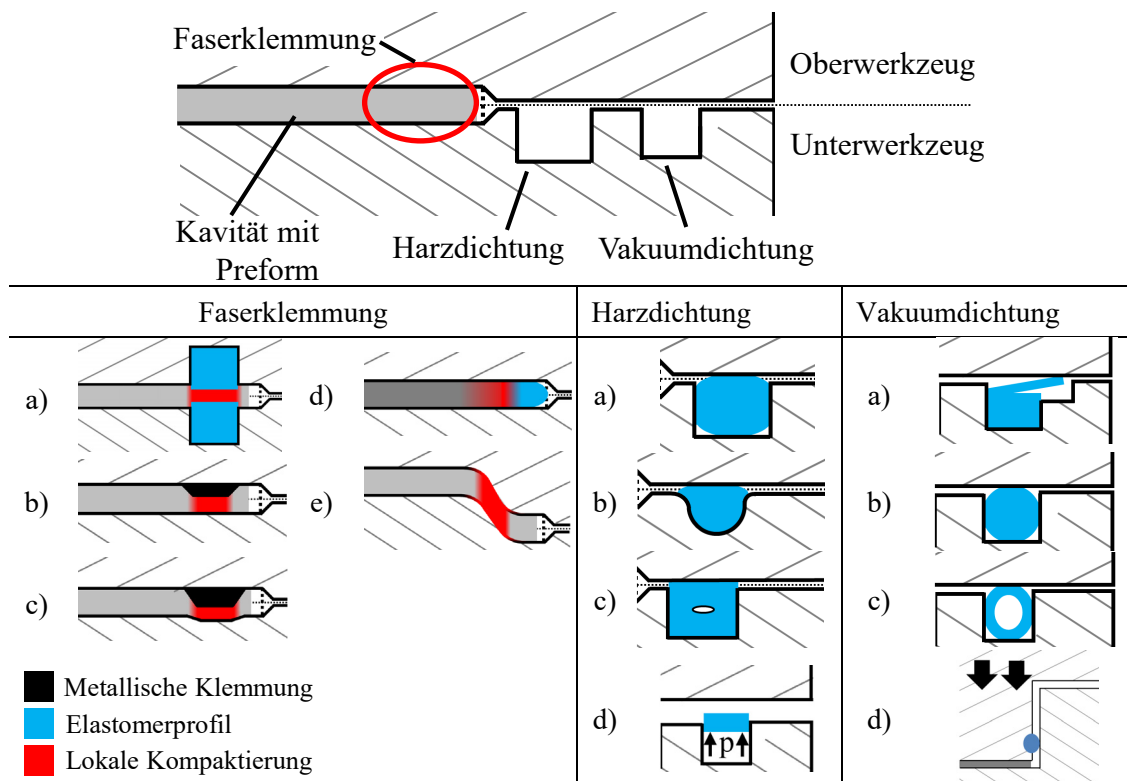 Faserklemmung
Oberwerkzeug
Unterwerkzeug
Kavität mit
Preform
Harzdichtung
Vakuumdichtung
Faserklemmung
Harzdichtung
Vakuumdichtung
a)
d)
a)
a)
b)
e)
b)
b)
c)
c)
c)
Metallische Klemmung
Elastomerprofil
Lokale Kompaktierung
d)
p
d)